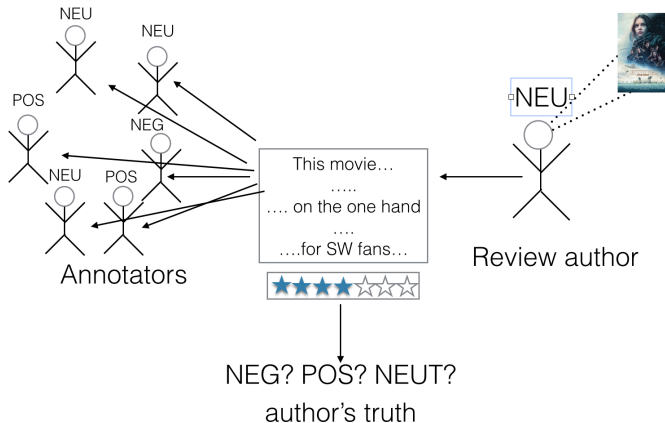 NEU
NEU
POS
NEG
NEU
POS
Annotators
This movie…
…..
…. on the one hand
….
….for SW fans…
NEU
Review author
NEG? POS? NEUT?
author's truth